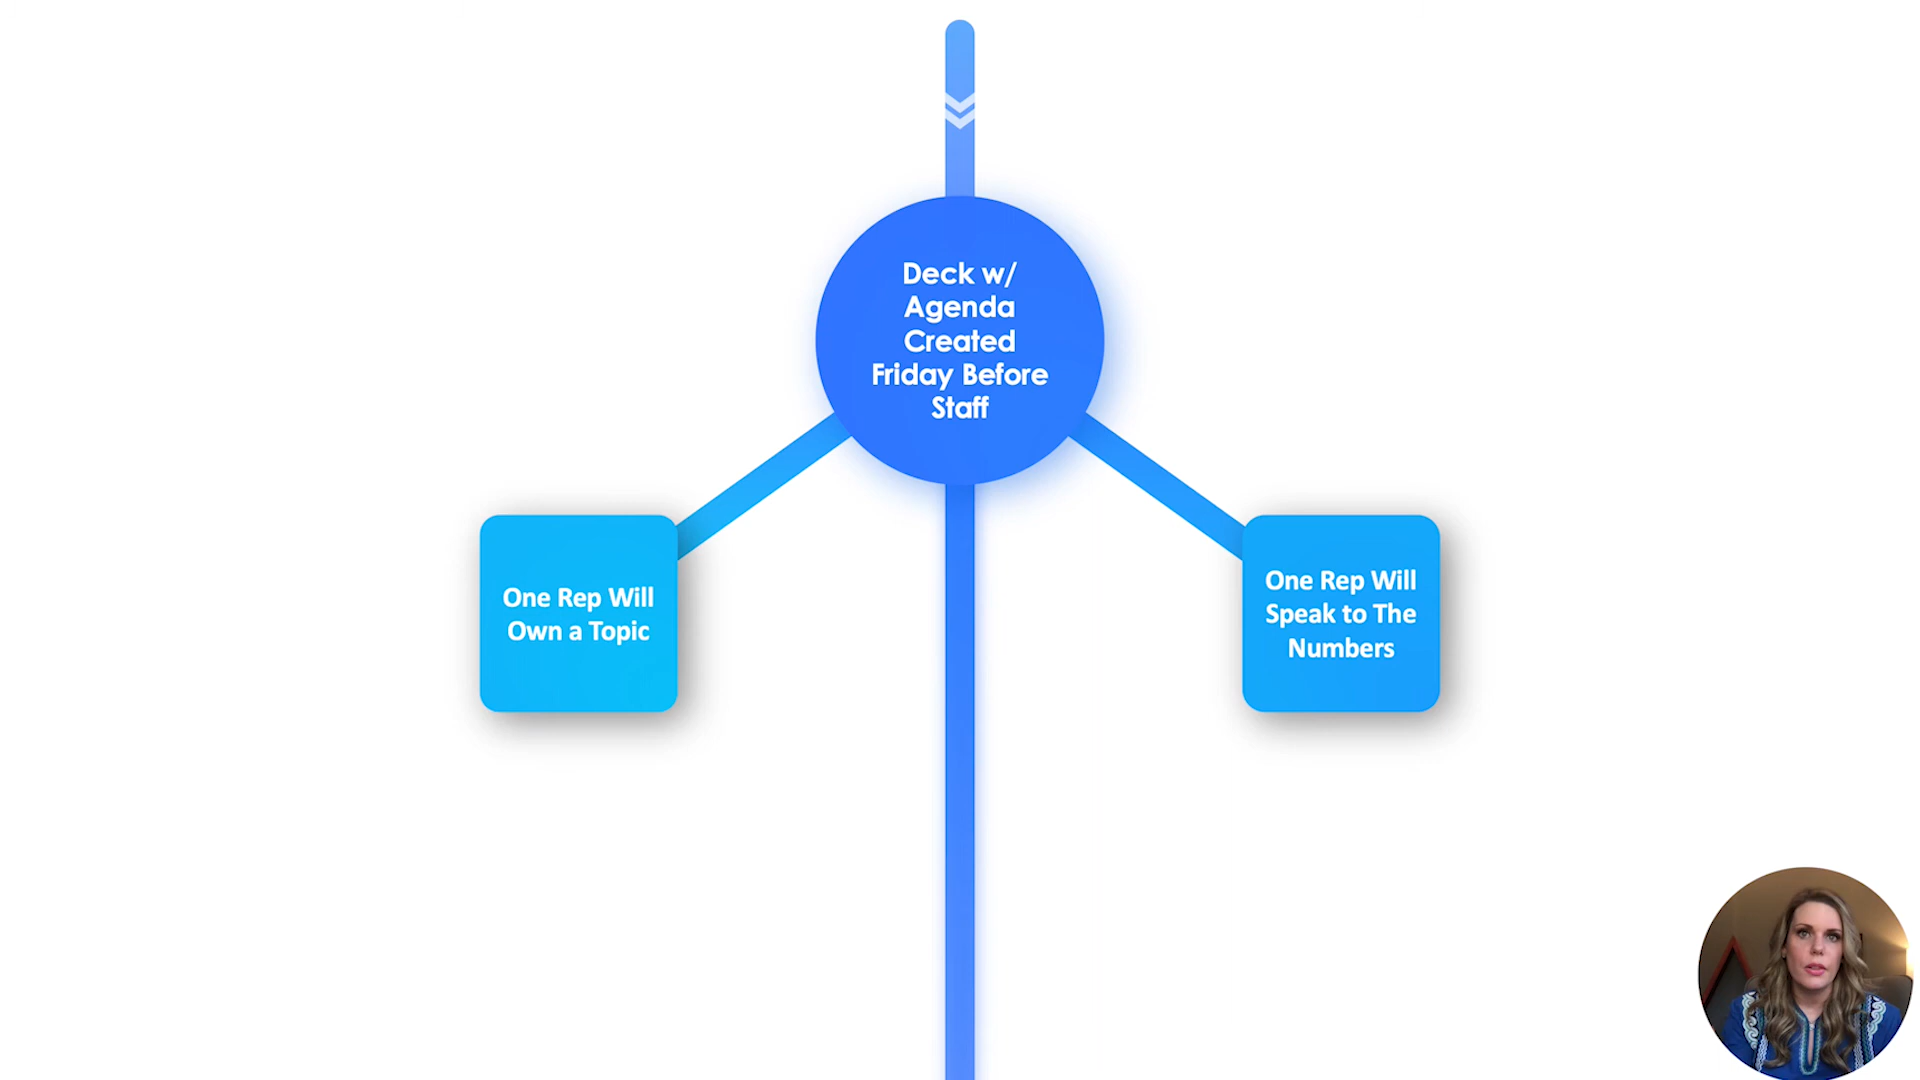 Deck w/
Agenda
Created
Friday Before
Staff
One Rep Will
Own a Topic
One Rep Will
Speak to The
Numbers